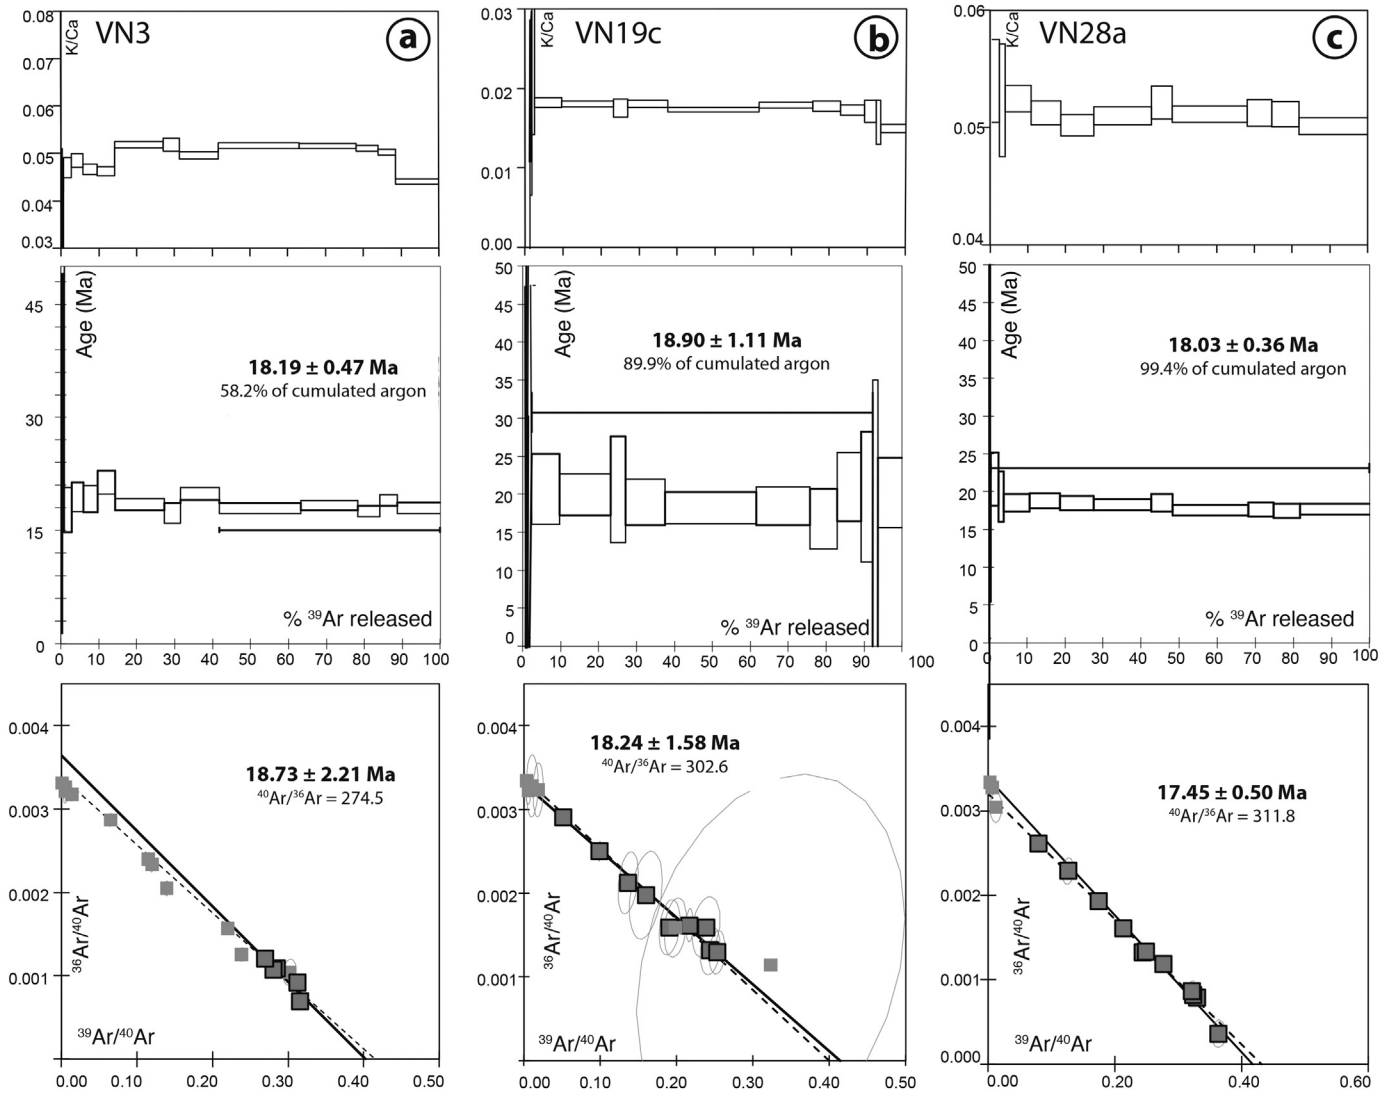 VN3
a
K/Ca
0.08
0.07
0.06
0.05
0.04
0.03
VN19c
b
K/Ca
0.03
0.02
0.01
0.00
VN28a
c
K/Ca
0.06
0.05
0.04
Age (Ma)
45
30
15
0
18.19 ± 0.47 Ma
58.2% of cumulated argon
% ³⁹Ar released
0 10 20 30 40 50 60 70 80 90 100
Age (Ma)
50
45
40
35
30
25
20
15
10
5
0
18.90 ± 1.11 Ma
89.9% of cumulated argon
% ³⁹Ar released
0 10 20 30 40 50 60 70 80 90 100
Age (Ma)
50
45
40
35
30
25
20
15
10
5
0
18.03 ± 0.36 Ma
99.4% of cumulated argon
% ³⁹Ar released
0 10 20 30 40 50 60 70 80 90 100
0.004
0.003
0.002
0.001
³⁶Ar/⁴⁰Ar
18.73 ± 2.21 Ma
⁴⁰Ar/³⁶Ar = 274.5
³⁹Ar/⁴⁰Ar
0.00 0.10 0.20 0.30 0.40 0.50
0.004
0.003
0.002
0.001
³⁶Ar/⁴⁰Ar
18.24 ± 1.58 Ma
⁴⁰Ar/³⁶Ar = 302.6
³⁹Ar/⁴⁰Ar
0.00 0.10 0.20 0.30 0.40 0.50
0.004
0.003
0.002
0.001
0.000
³⁶Ar/⁴⁰Ar
17.45 ± 0.50 Ma
⁴⁰Ar/³⁶Ar = 311.8
³⁹Ar/⁴⁰Ar
0.00 0.20 0.40 0.60